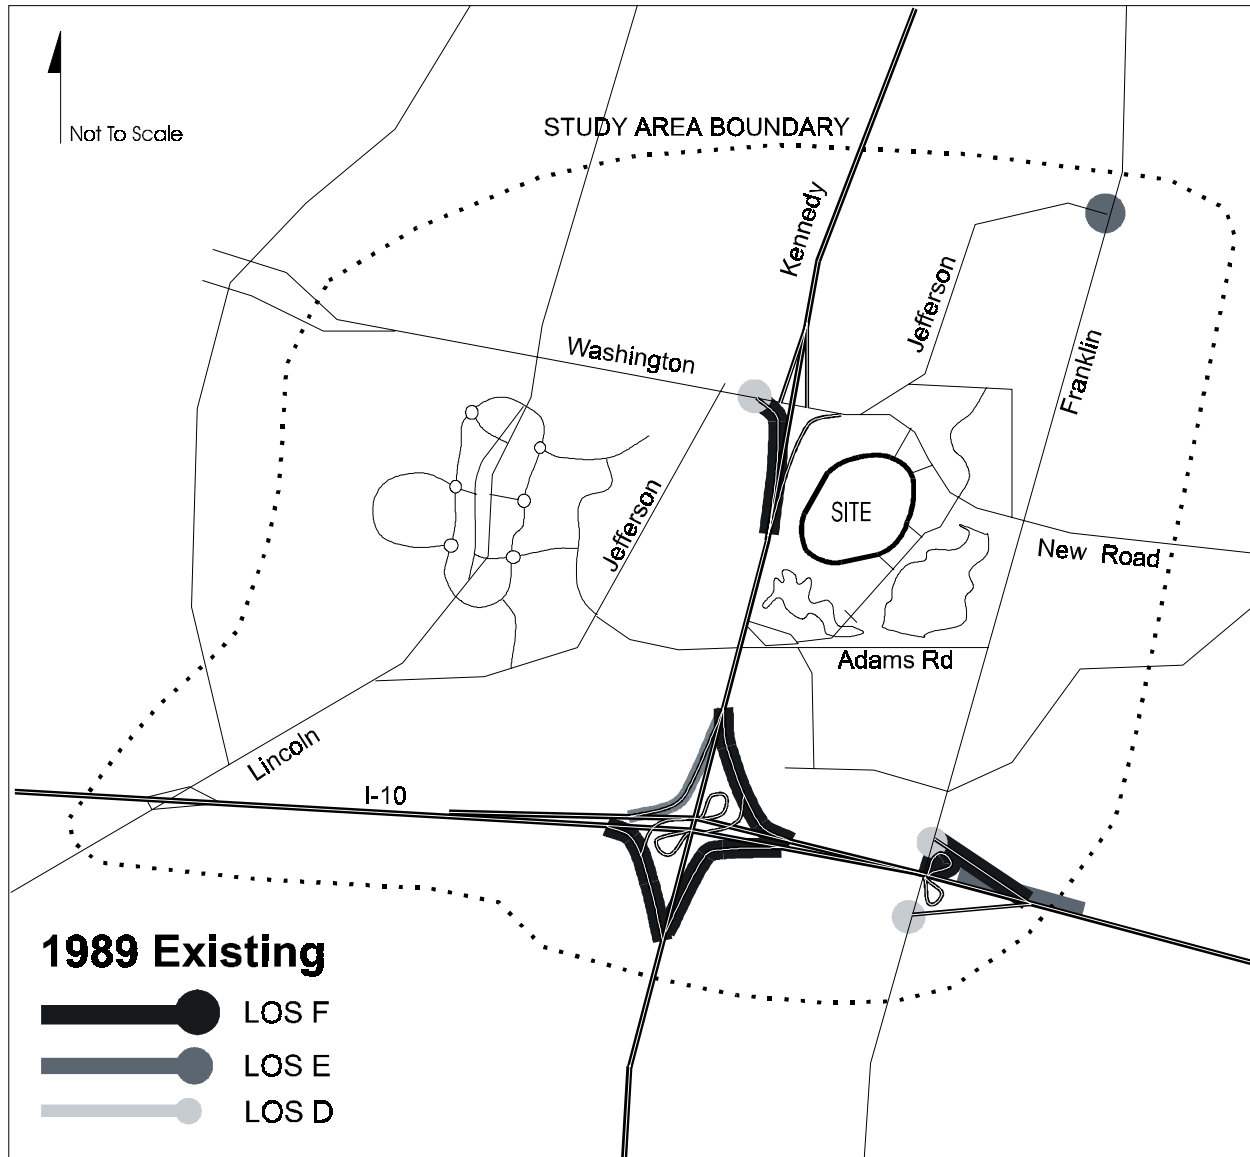 Not To Scale
STUDY AREA BOUNDARY
Kennedy
Jefferson
Franklin
Washington
Jefferson
SITE
New Road
Adams Rd
Lincoln
I-10
1989 Existing
LOS F
LOS E
LOS D